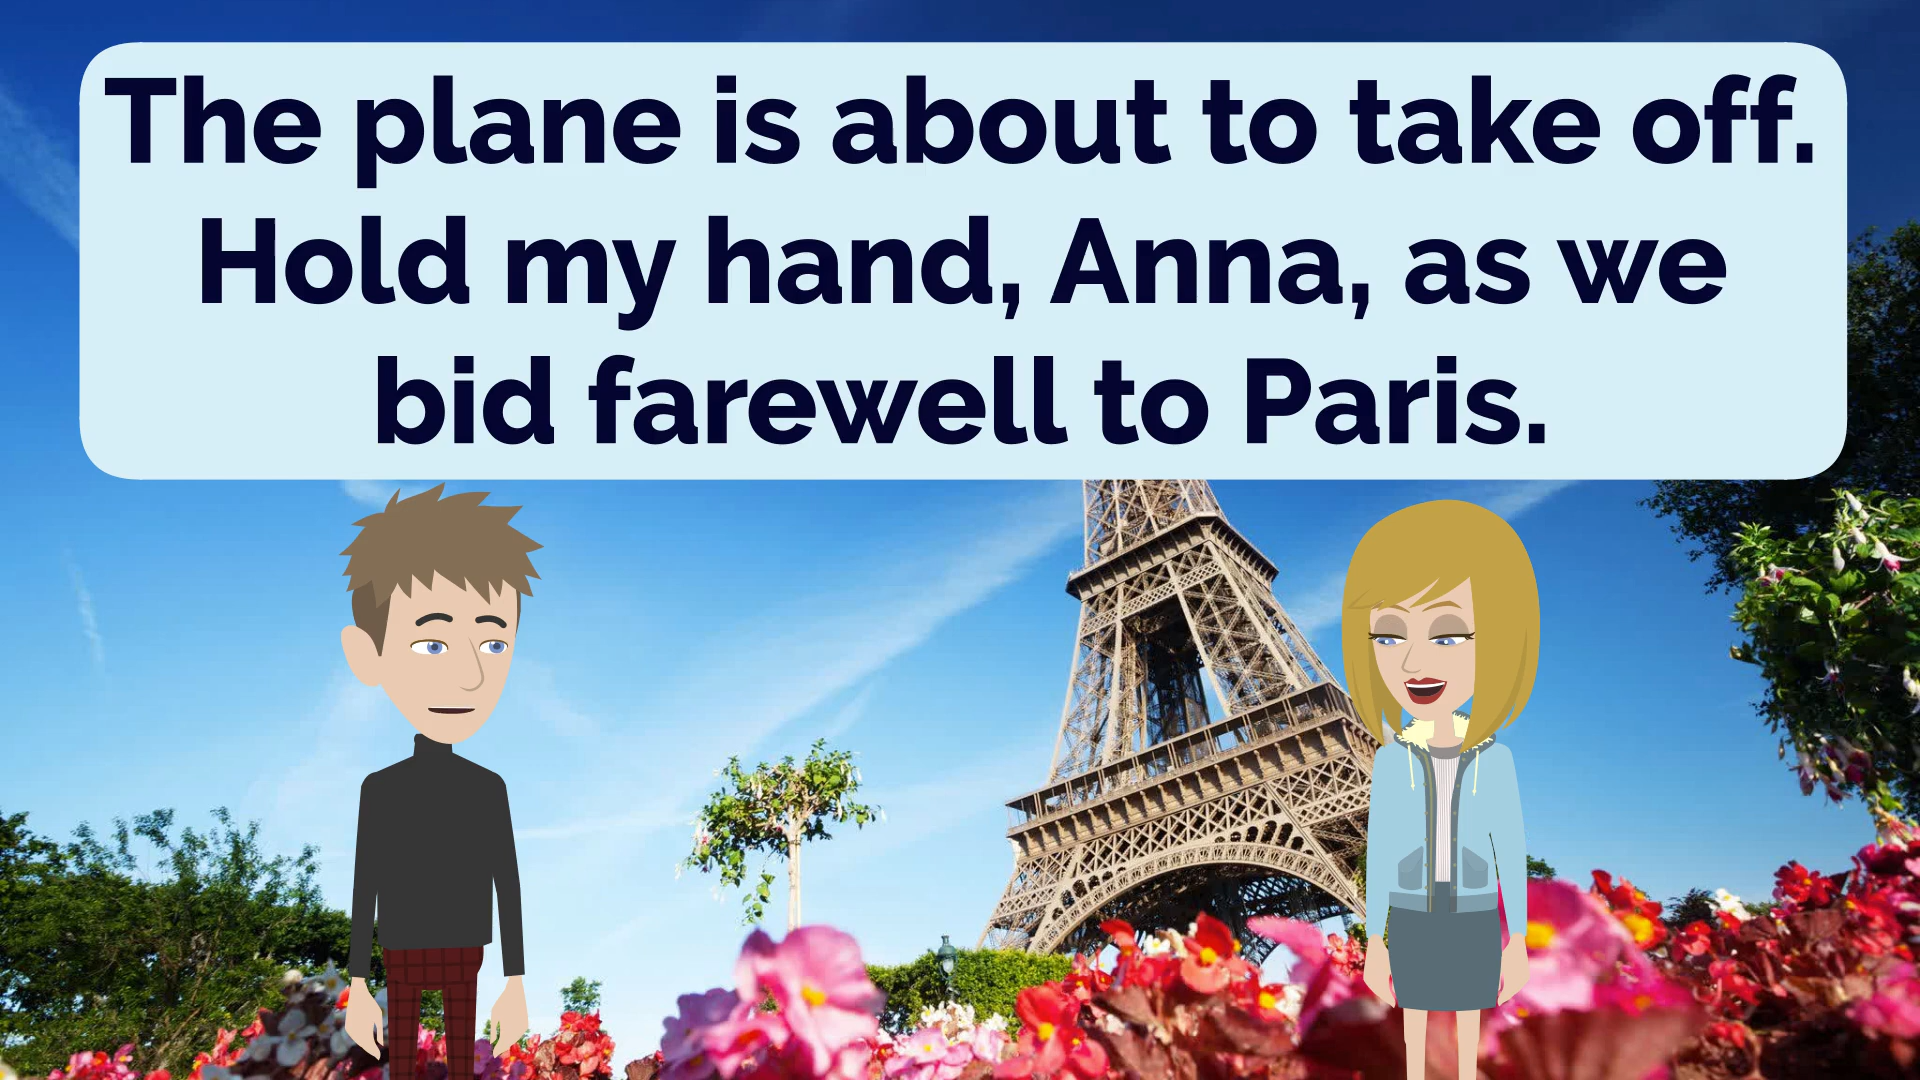 The plane is about to take off.
Hold my hand, Anna, as we
bid farewell to Paris.